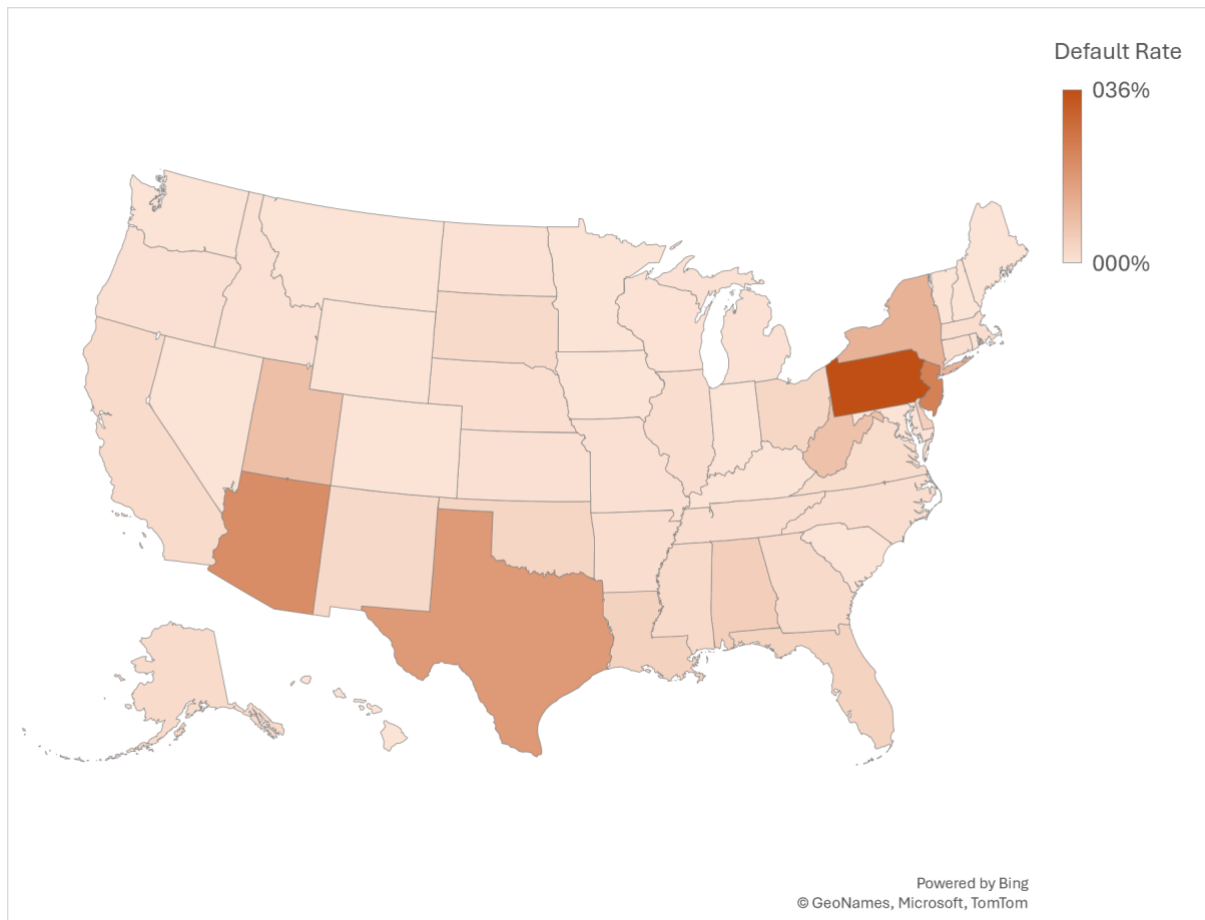 Default Rate
036%
000%
Powered by Bing
© GeoNames, Microsoft, TomTom